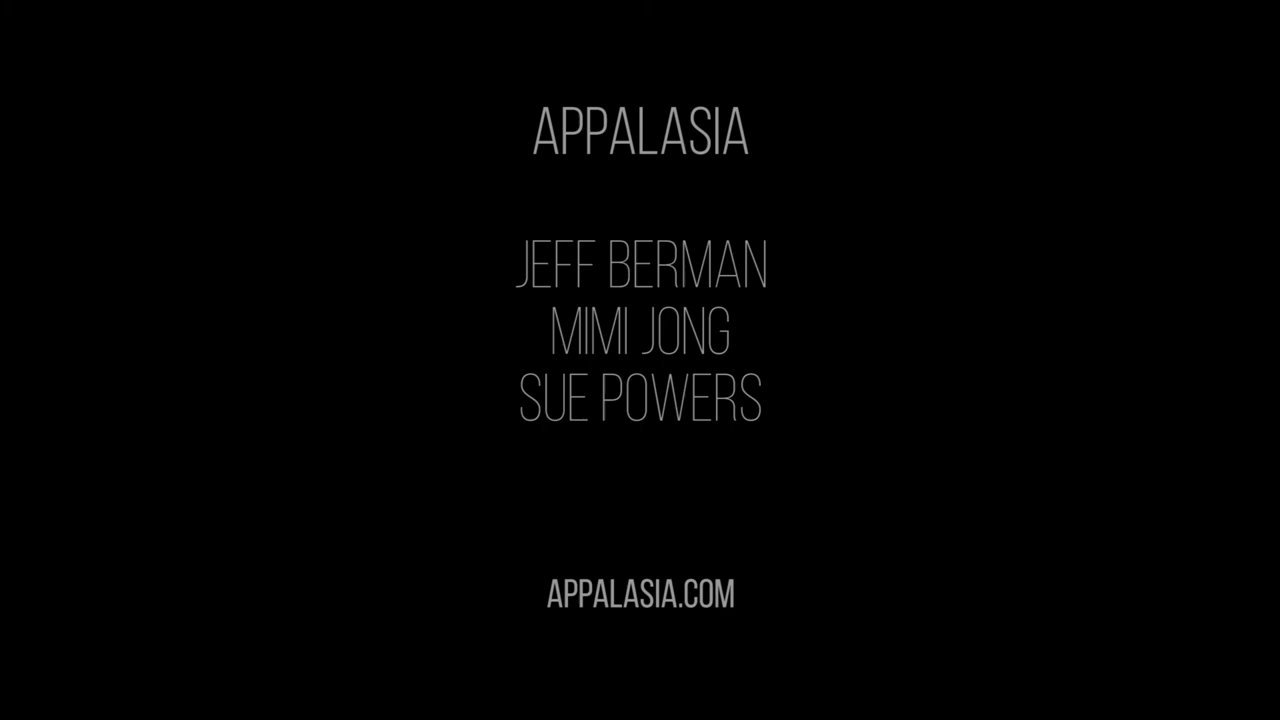 APPALASIA
JEFF BERMAN
MIMI JONG
SUE POWERS
APPALASIA.COM